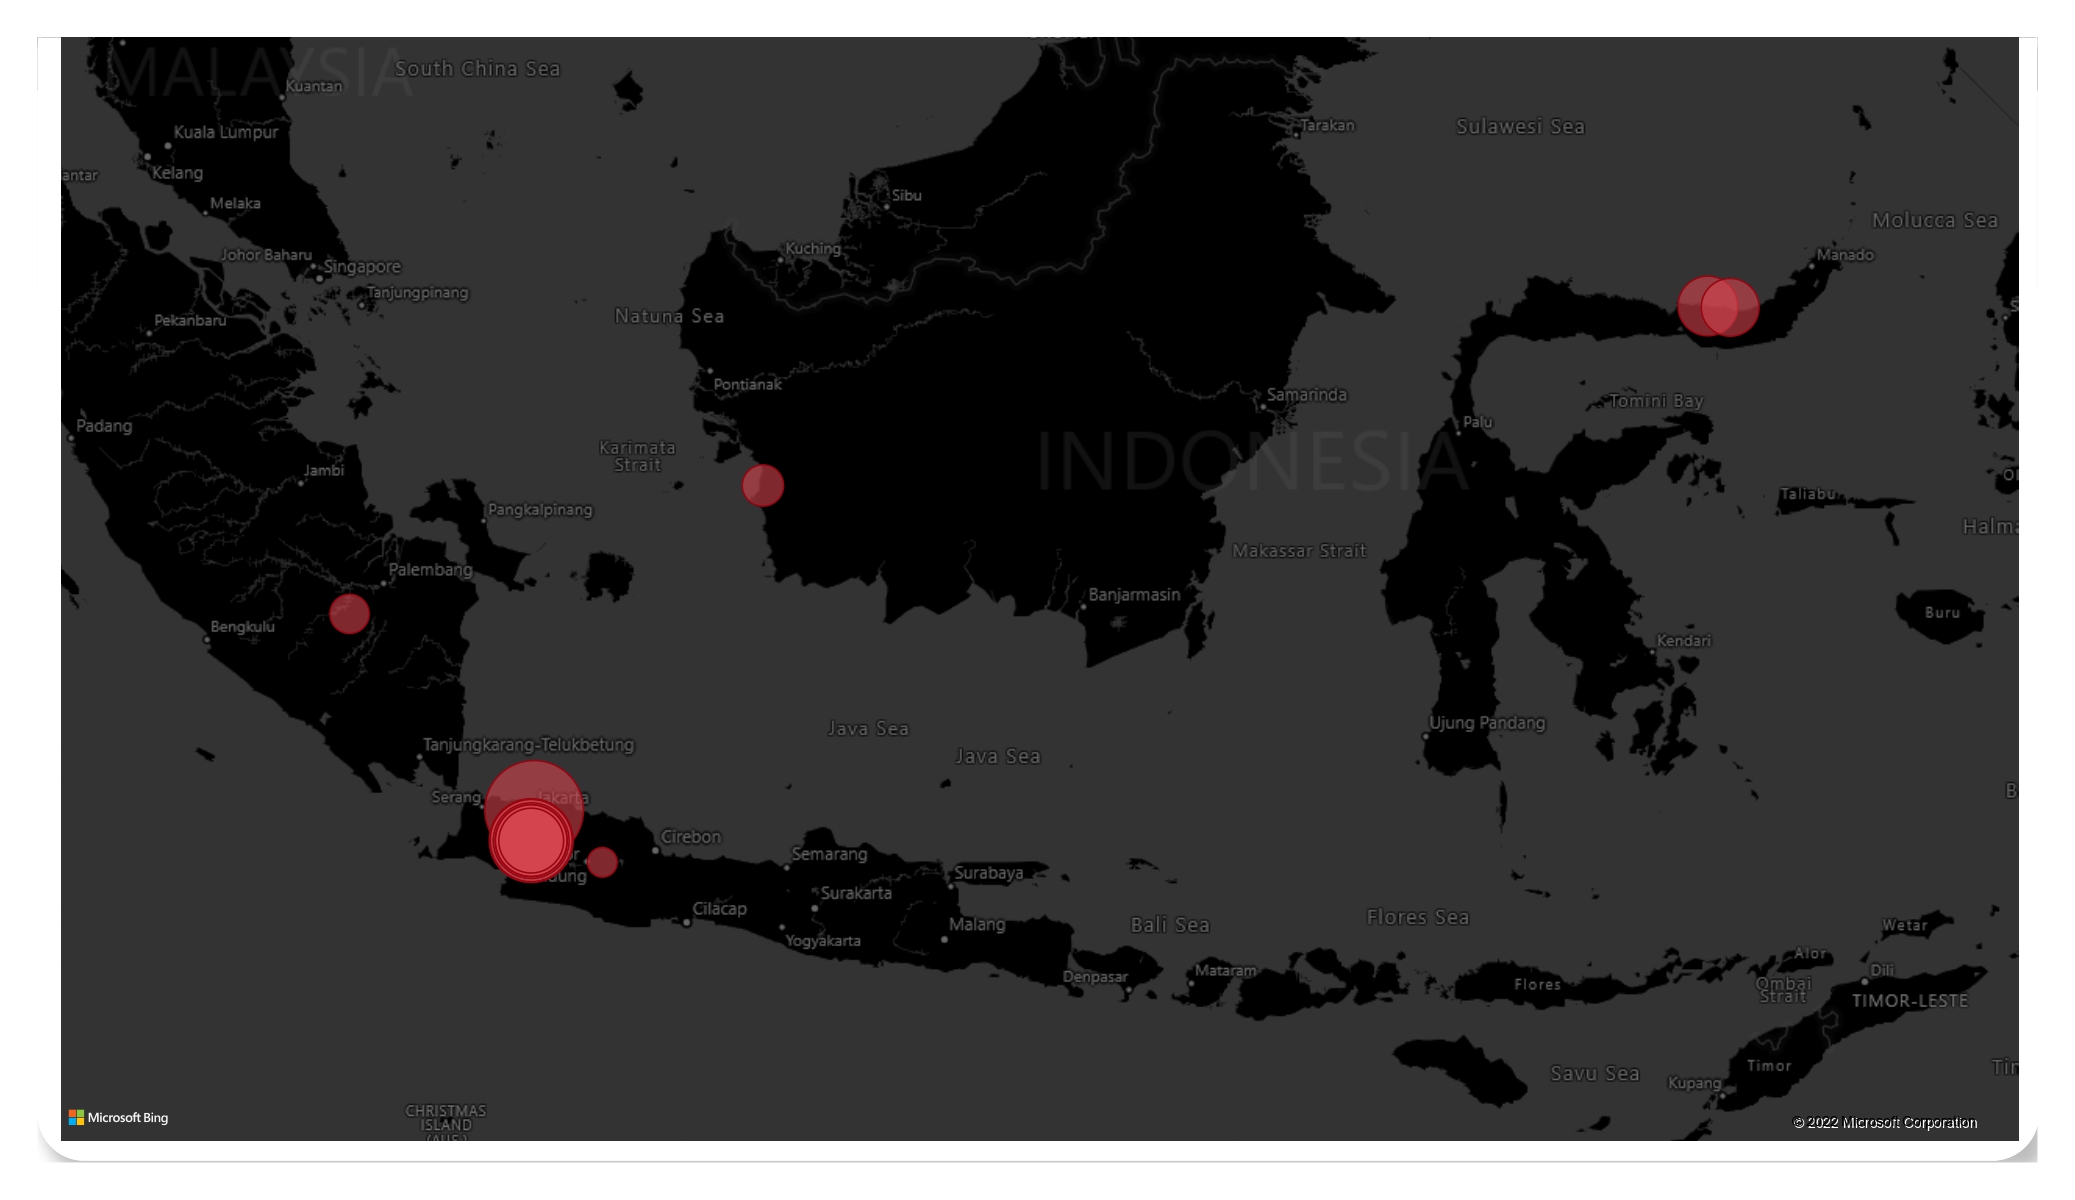 MALAYSIA
South China Sea
Kuantan
Kuala Lumpur
Kelang
antar
Melaka
Johor Baharu
Singapore
Tanjungpinang
Pekanbaru
Padang
Jambi
Pangkalpinang
Palembang
Bengkulu
Tanjungkarang-Telukbetung
Serang
Jakarta
Cirebon
dung
Cilacap
Semarang
Surakarta
Yogyakarta
Surabaya
Malang
Denpasar
Mataram
Natuna Sea
Karimata
Strait
Sibu
Kuching
Pontianak
Tarakan
Samarinda
Banjarmasin
INDONESIA
Sulawesi Sea
Molucca Sea
Manado
Palu
Tomini Bay
Taliabu
Halma
Makassar Strait
Buru
Kendari
Ujung Pandang
Java Sea
Java Sea
Bali Sea
Flores Sea
Flores
Wetar
Alor
Dili
Ombai
Strait
TIMOR-LESTE
Timor
Savu Sea
Kupang
Tim
CHRISTMAS
ISLAND
(AUS.)
Microsoft Bing
© 2022 Microsoft Corporation